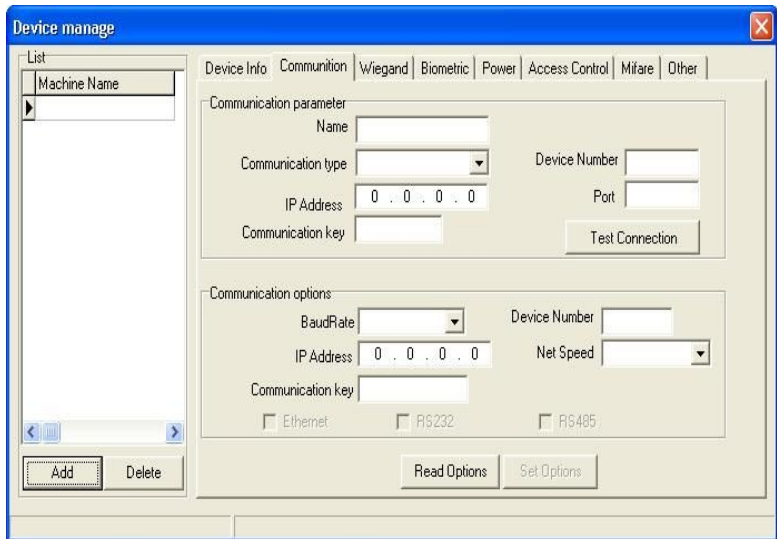 Device manage
List
Machine Name
Add Delete
Device Info Communition Wiegand Biometric Power Access Control Mifare Other
Communication parameter
Name
Communication type Device Number
IP Address 0 . 0 . 0 . 0 Port
Communication key Test Connection
Communication options
BaudRate Device Number
IP Address 0 . 0 . 0 . 0 Net Speed
Communication key
Ethernet RS232 RS485
Read Options Set Options